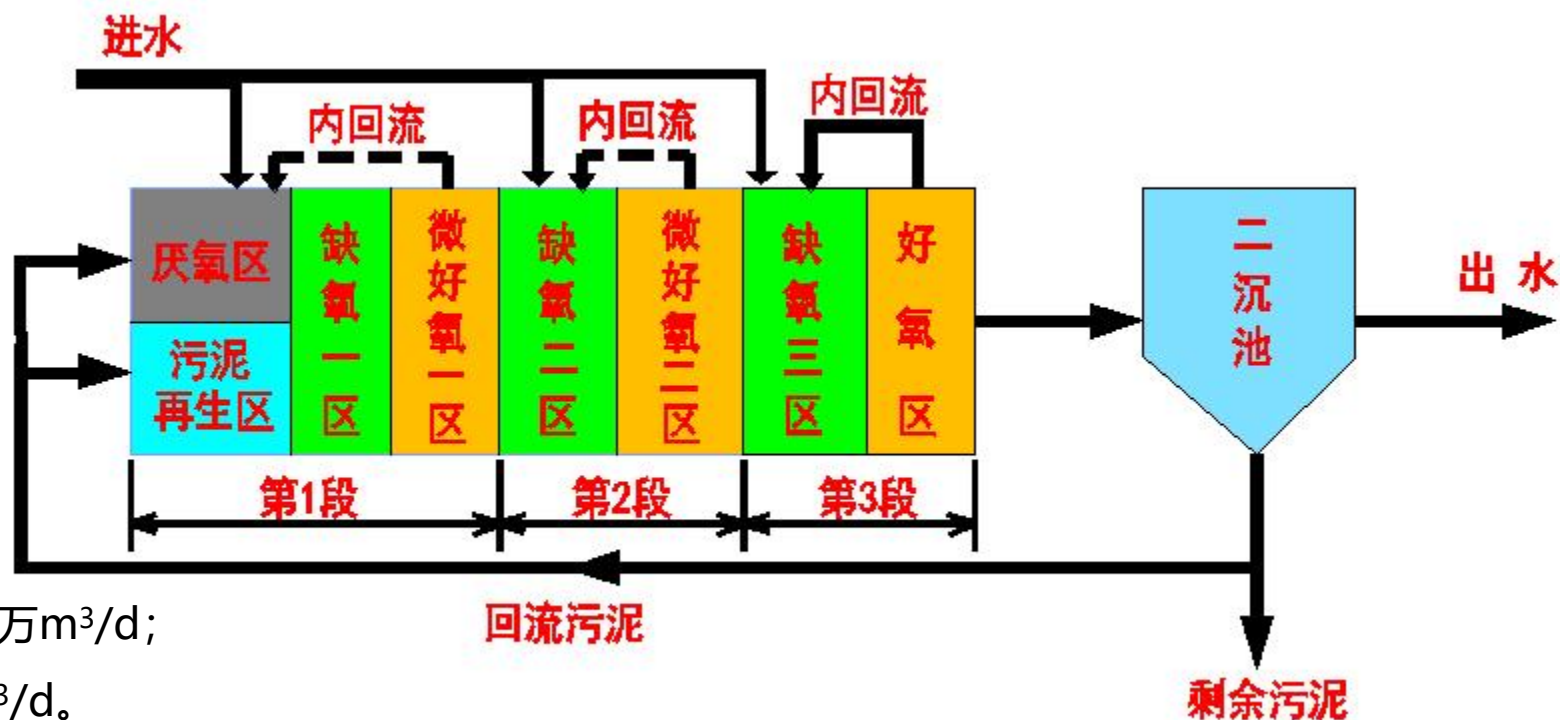 进水
内回流
内回流
内回流
厌氧区
污泥
再生区
缺氧一区
微好氧一区
缺氧二区
微好氧二区
缺氧三区
好氧区
二沉池
出水
第1段
第2段
第3段
回流污泥
剩余污泥
万m³/d；
³/d。